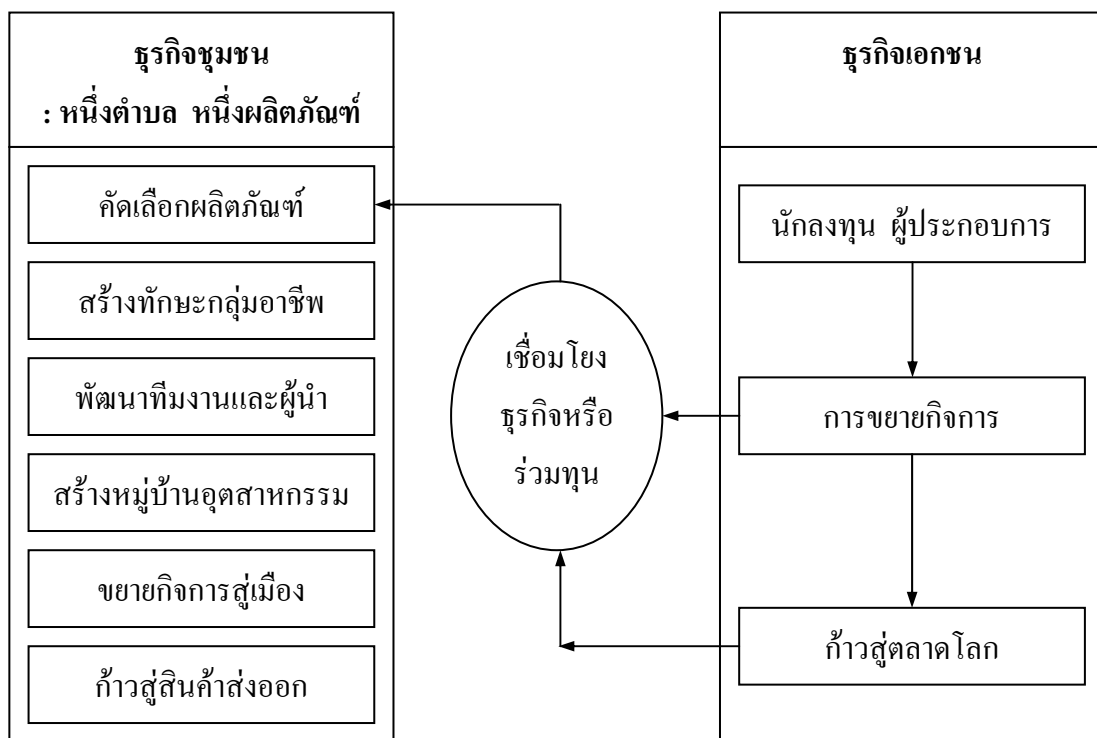 ธุรกิจชุมชน
: หนึ่งตำบล หนึ่งผลิตภัณฑ์
คัดเลือกผลิตภัณฑ์
สร้างทักษะกลุ่มอาชีพ
พัฒนาทีมงานและผู้นำ
สร้างหมู่บ้านอุตสาหกรรม
ขยายกิจการสู่เมือง
ก้าวสู่สินค้าส่งออก
เชื่อมโยง
ธุรกิจหรือ
ร่วมทุน
ธุรกิจเอกชน
นักลงทุน ผู้ประกอบการ
การขยายกิจการ
ก้าวสู่ตลาดโลก